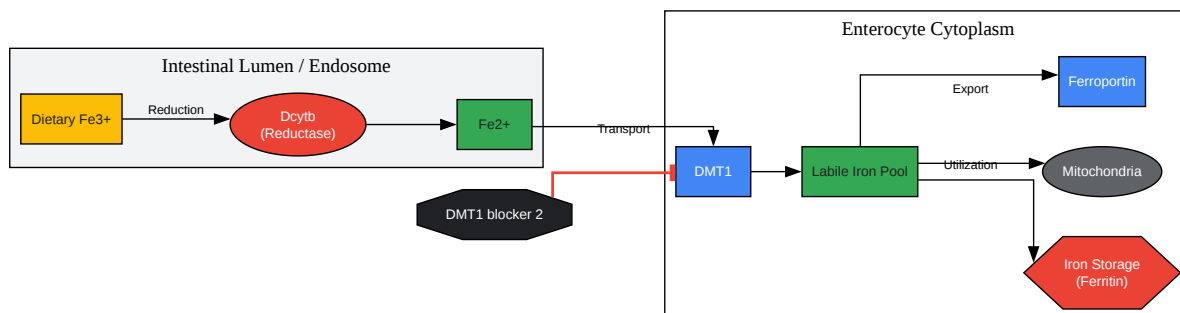 Intestinal Lumen / Endosome
Dietary Fe3+
Reduction
Dcytb
(Reductase)
Fe2+
Transport
DMT1 blocker 2
Enterocyte Cytoplasm
DMT1
Labile Iron Pool
Export
Ferroportin
Utilization
Mitochondria
Iron Storage
(Ferritin)